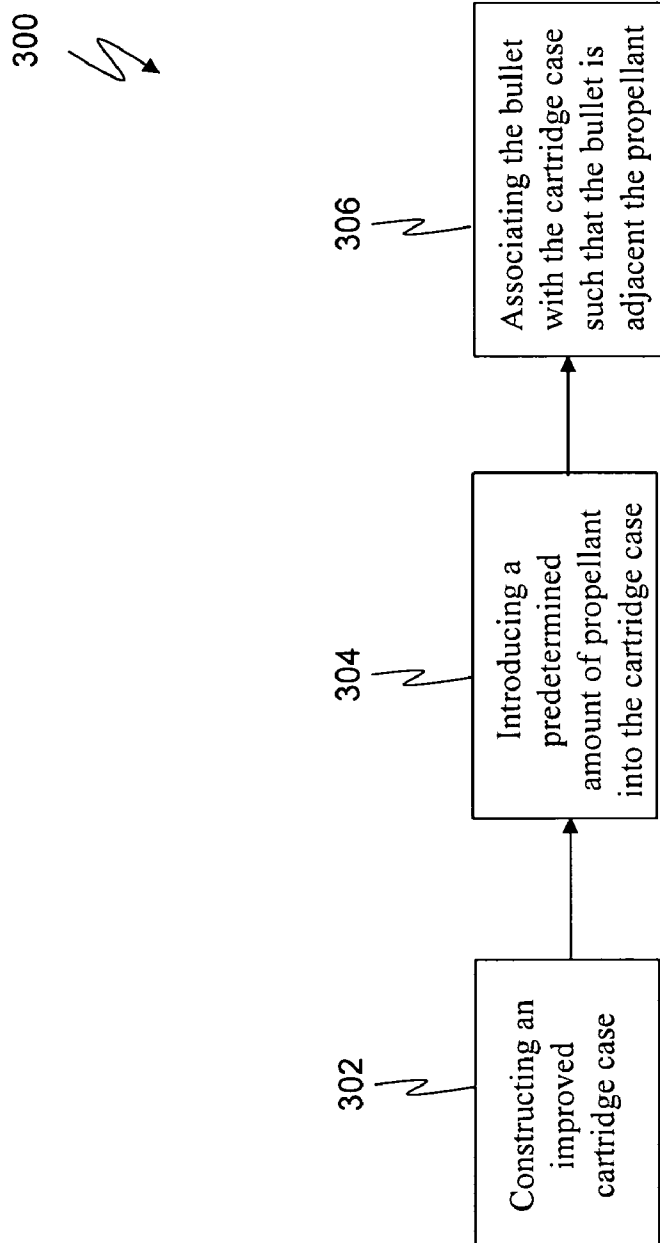 300
302
Constructing an
improved
cartridge case
304
Introducing a
predetermined
amount of propellant
into the cartridge case
306
Associating the bullet
with the cartridge case
such that the bullet is
adjacent the propellant